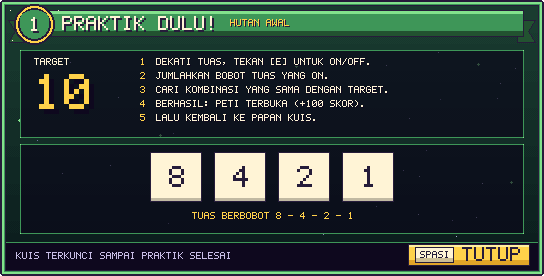 1 PRAKTIK DULU! HUTAN AWAL
TARGET
10
1 DEKATI TUAS, TEKAN [E] UNTUK ON/OFF.
2 JUMLAHKAN BOBOT TUAS YANG ON.
3 CARI KOMBINASI YANG SAMA DENGAN TARGET.
4 BERHASIL: PETI TERBUKA (+100 SKOR).
5 LALU KEMBALI KE PAPAN KUIS.
8 4 2 1
TUAS BERBOBOT 8 - 4 - 2 - 1
KUIS TERKUNCI SAMPAI PRAKTIK SELESAI
SPASI TUTUP